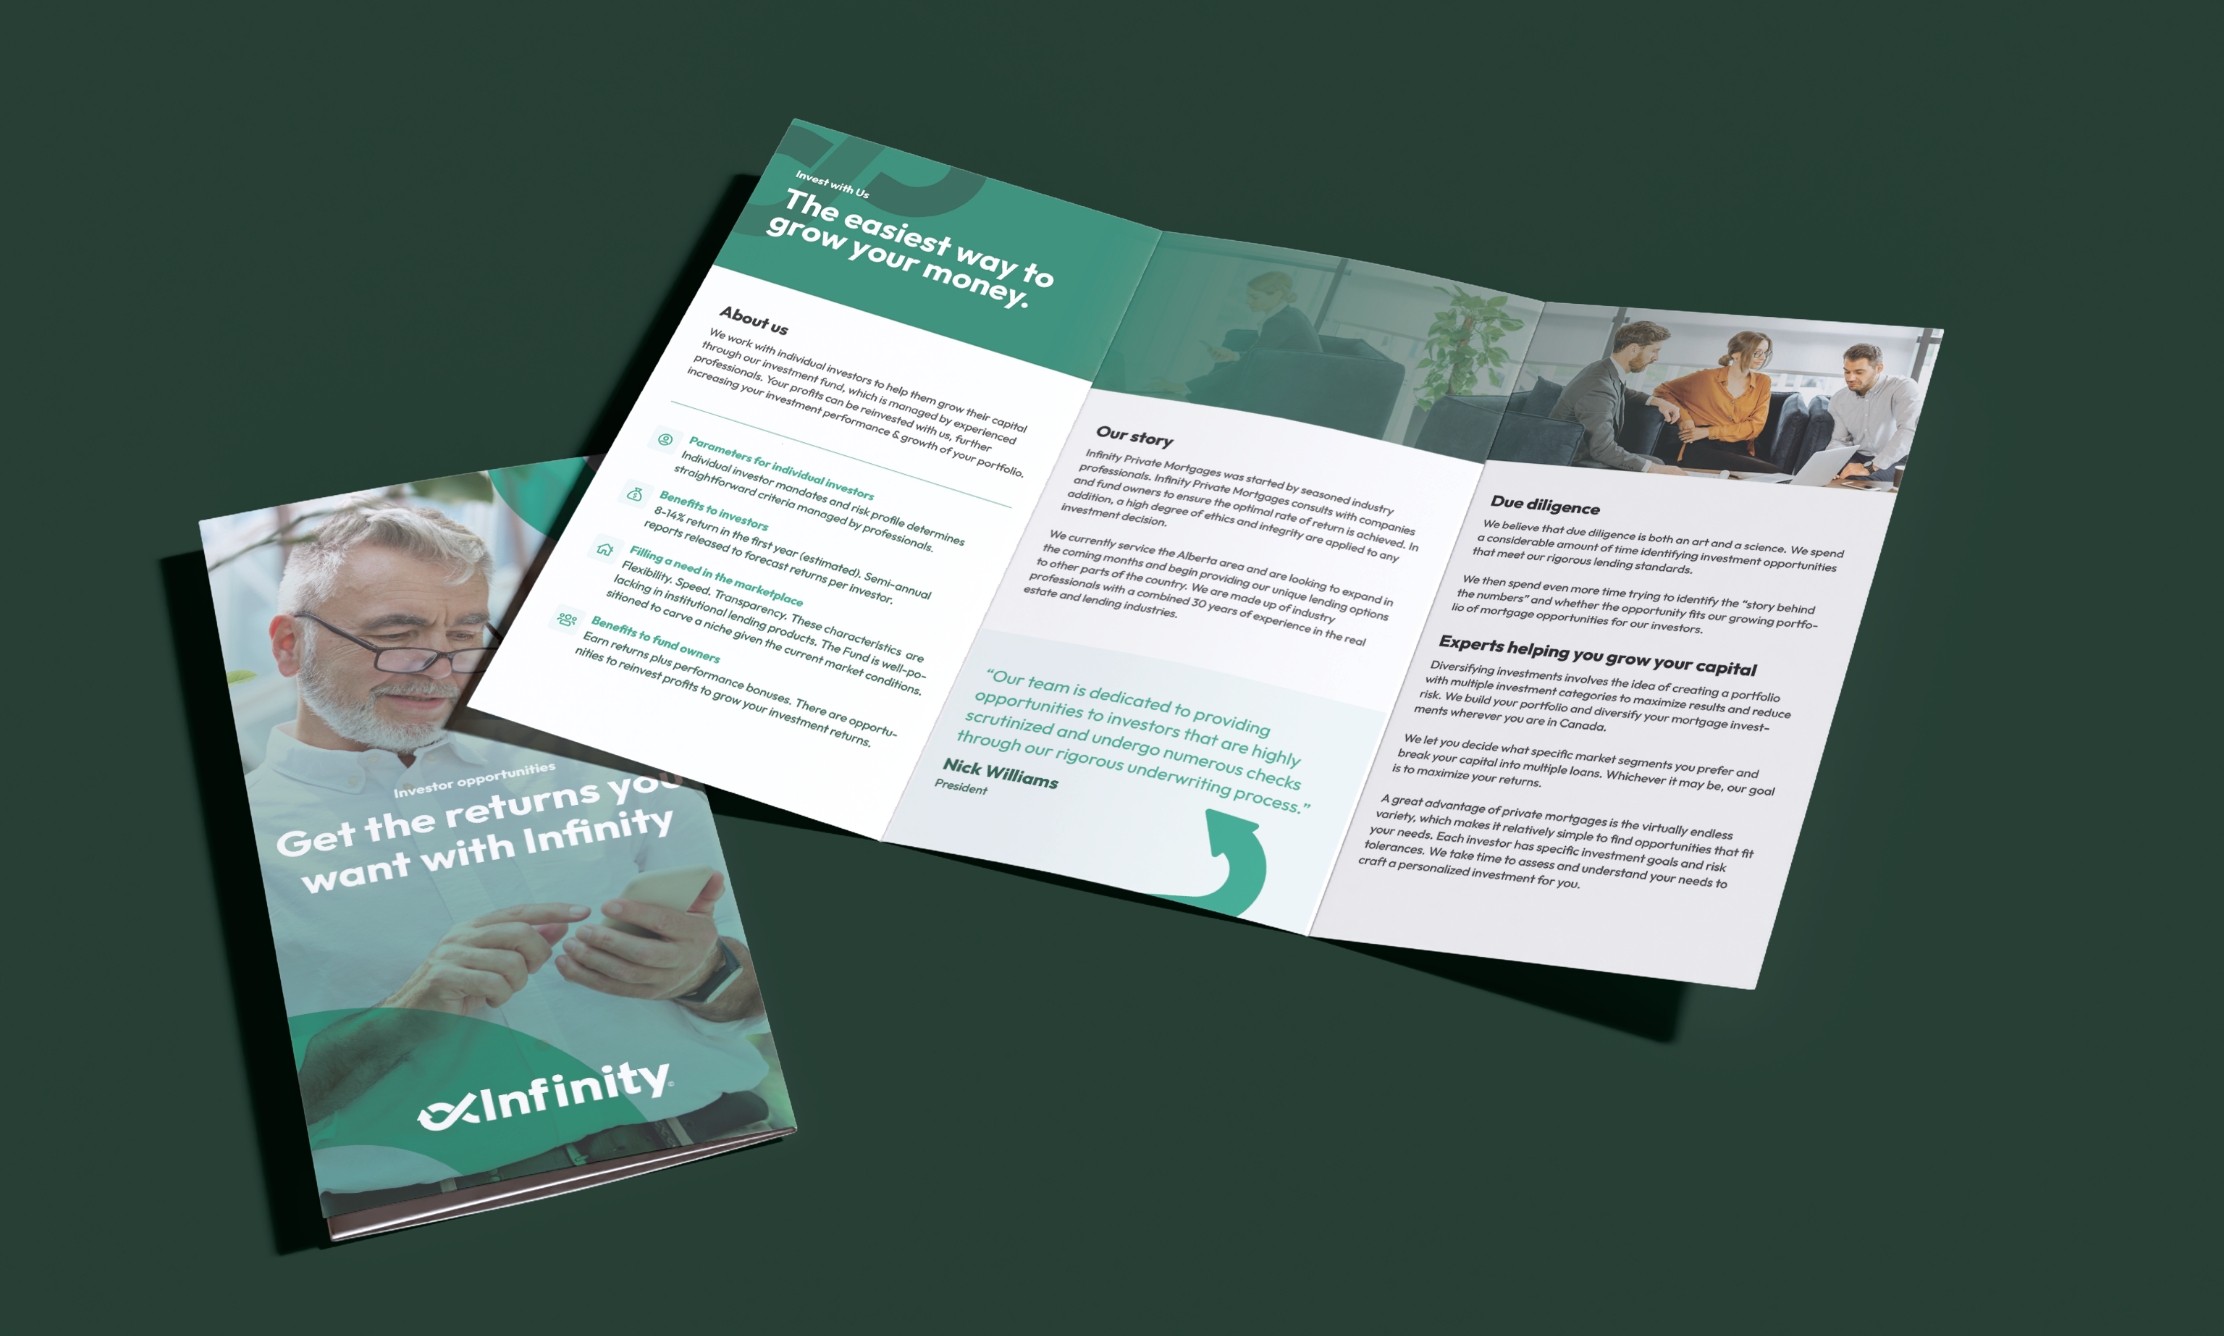 Investor opportunities
Get the returns you
want with Infinity
Infinity
Invest with Us
The easiest way to
grow your money.
About us
We work with individual investors to help them grow their capital
through our investment fund, which is managed by experienced
professionals. Your profits can be reinvested with us, further
increasing your investment performance & growth of your portfolio.
Parameters for individual investors
Individual investor mandates and risk profile determines
straightforward criteria managed by professionals.
Benefits to investors
8-14% return in the first year (estimated). Semi-annual
reports released to forecast returns per investor.
Filling a need in the marketplace
Flexibility. Speed. Transparency. These characteristics are
lacking in institutional lending products. The Fund is well-po-
sitioned to carve a niche given the current market conditions.
Benefits to fund owners
Earn returns plus performance bonuses. There are opportu-
nities to reinvest profits to grow your investment returns.
Our story
Infinity Private Mortgages was started by seasoned industry
professionals. Infinity Private Mortgages consults with companies
and fund owners to ensure the optimal rate of return is achieved. In
addition, a high degree of ethics and integrity are applied to any
investment decision.
We currently service the Alberta area and are looking to expand in
the coming months and begin providing our unique lending options
to other parts of the country. We are made up of industry
professionals with a combined 30 years of experience in the real
estate and lending industries.
“Our team is dedicated to providing
opportunities to investors that are highly
scrutinized and undergo numerous checks
through our rigorous underwriting process.”
Nick Williams
President
Due diligence
We believe that due diligence is both an art and a science. We spend
a considerable amount of time identifying investment opportunities
that meet our rigorous lending standards.
We then spend even more time trying to identify the “story behind
the numbers” and whether the opportunity fits our growing portfo-
lio of mortgage opportunities for our investors.
Experts helping you grow your capital
Diversifying investments involves the idea of creating a portfolio
with multiple investment categories to maximize results and reduce
risk. We build your portfolio and diversify your mortgage invest-
ments wherever you are in Canada.
We let you decide what specific market segments you prefer and
break your capital into multiple loans. Whichever it may be, our goal
is to maximize your returns.
A great advantage of private mortgages is the virtually endless
variety, which makes it relatively simple to find opportunities that fit
your needs. Each investor has specific investment goals and risk
tolerances. We take time to assess and understand your needs to
craft a personalized investment for you.